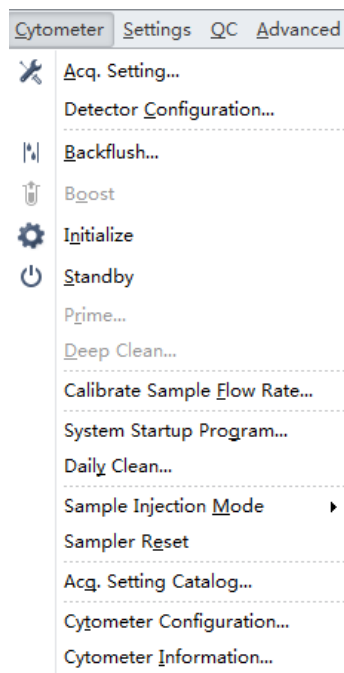 Cytometer Settings QC Advanced
Acq. Setting...
Detector Configuration...
Backflush...
Boost
Initialize
Standby
Prime...
Deep Clean...
Calibrate Sample Flow Rate...
System Startup Program...
Daily Clean...
Sample Injection Mode
Sampler Reset
Acq. Setting Catalog...
Cytometer Configuration...
Cytometer Information...